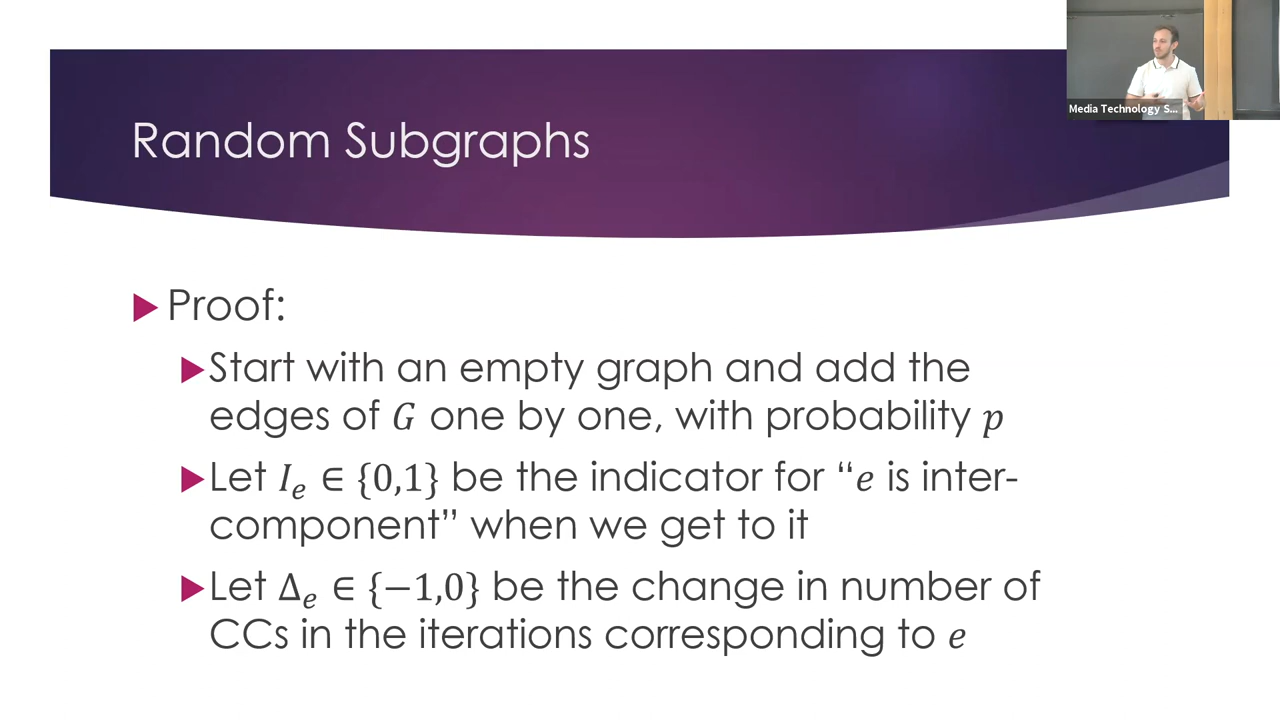 Media Technology S...
Random Subgraphs
Proof:
Start with an empty graph and add the
edges of G one by one, with probability p
Let Iₑ ∈ {0,1} be the indicator for “e is inter-
component” when we get to it
Let Δₑ ∈ {−1,0} be the change in number of
CCs in the iterations corresponding to e